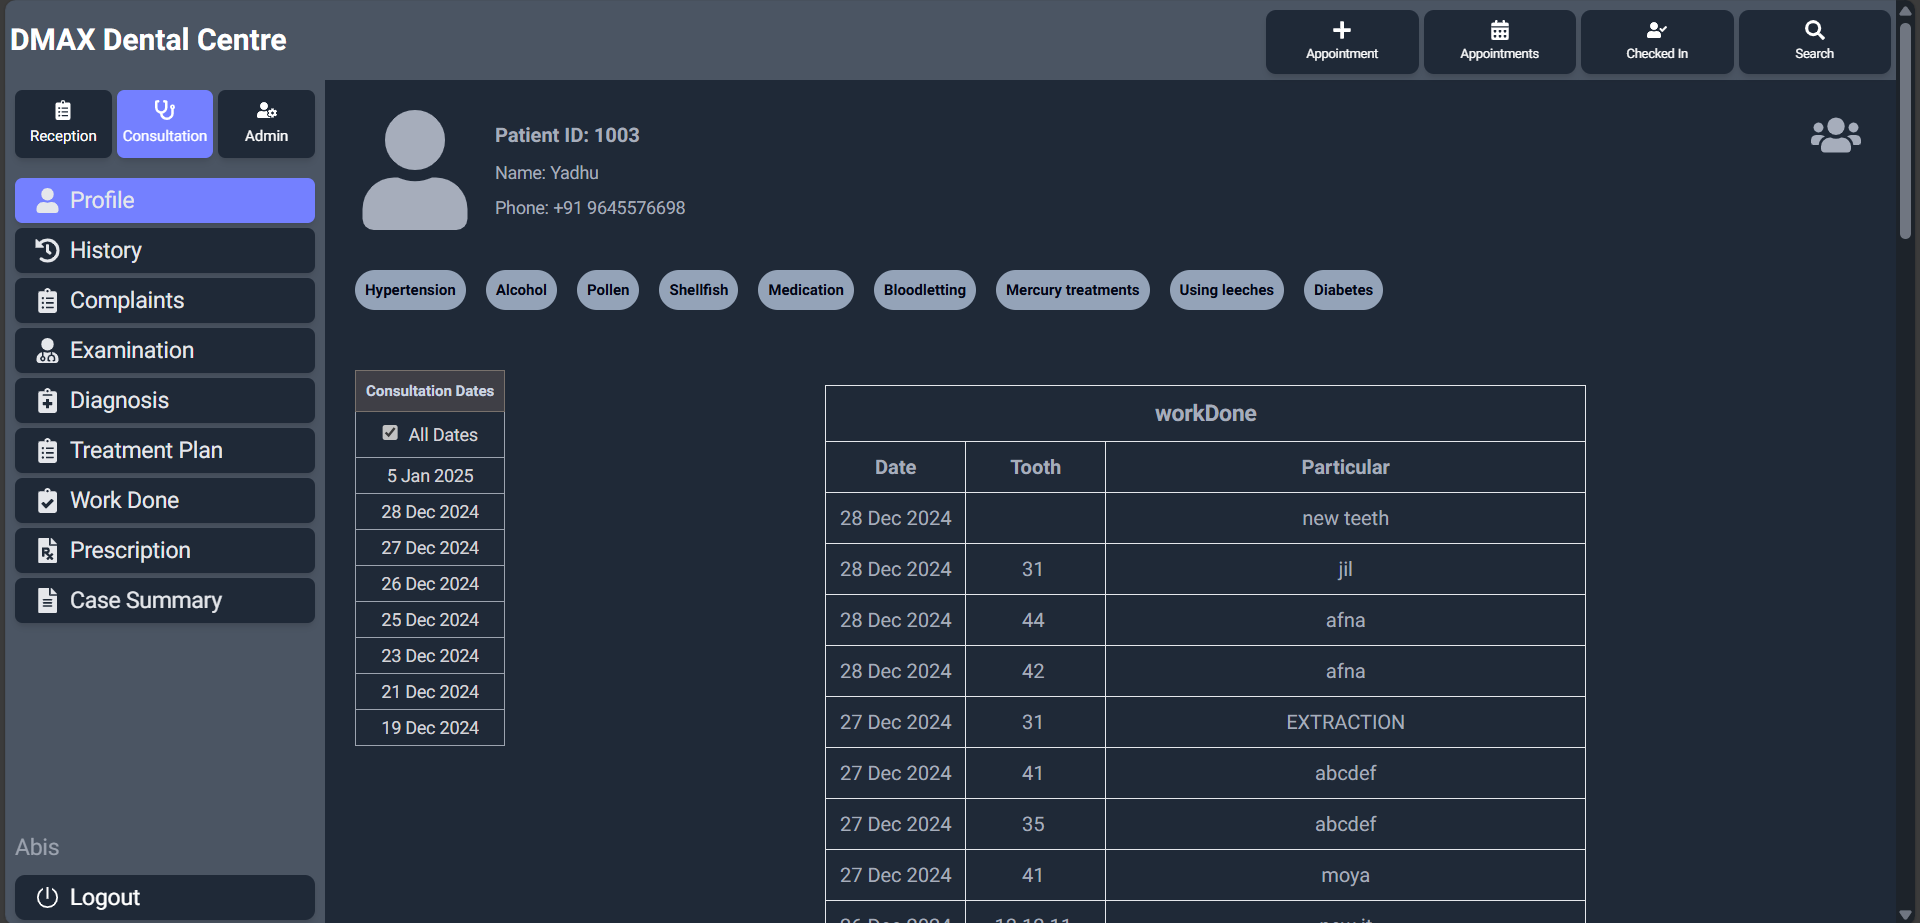 DMAX Dental Centre
Appointment
Appointments
Checked In
Search
Reception
Consultation
Admin
Profile
History
Complaints
Examination
Diagnosis
Treatment Plan
Work Done
Prescription
Case Summary
Abis
Logout
Patient ID: 1003
Name: Yadhu
Phone: +91 9645576698
Hypertension
Alcohol
Pollen
Shellfish
Medication
Bloodletting
Mercury treatments
Using leeches
Diabetes
Consultation Dates
All Dates
5 Jan 2025
28 Dec 2024
27 Dec 2024
26 Dec 2024
25 Dec 2024
23 Dec 2024
21 Dec 2024
19 Dec 2024
workDone
Date Tooth Particular
28 Dec 2024 new teeth
28 Dec 2024 31 jil
28 Dec 2024 44 afna
28 Dec 2024 42 afna
27 Dec 2024 31 EXTRACTION
27 Dec 2024 41 abcdef
27 Dec 2024 35 abcdef
27 Dec 2024 41 moya
26 Dec 2024